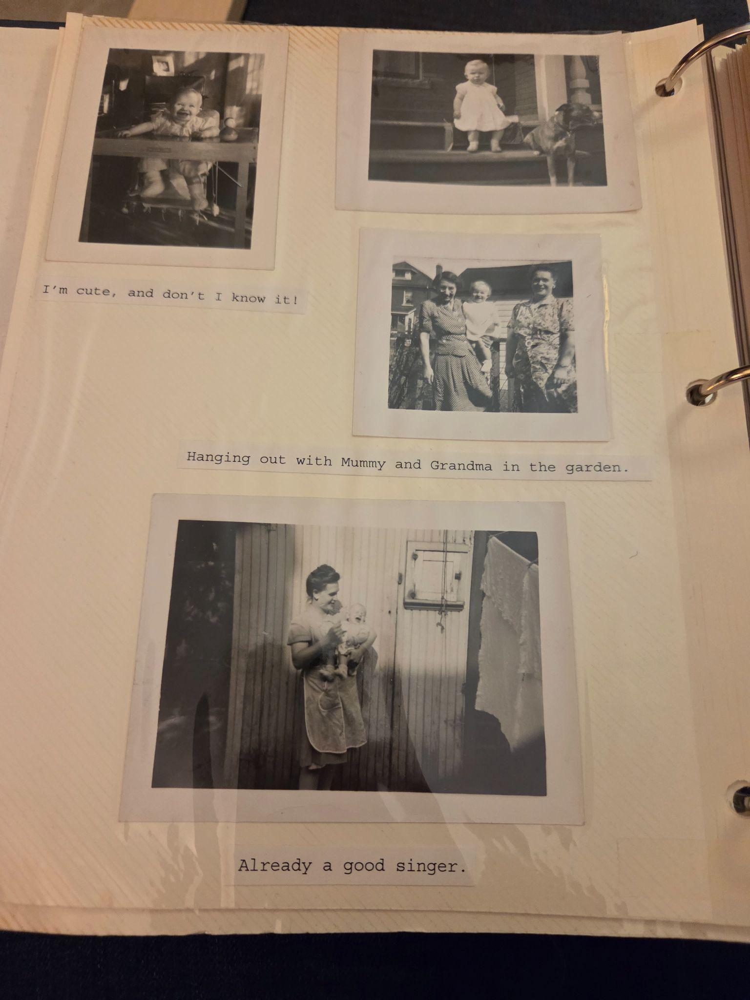 I'm cute, and don't I know it!
Hanging out with Mummy and Grandma in the garden.
Already a good singer.